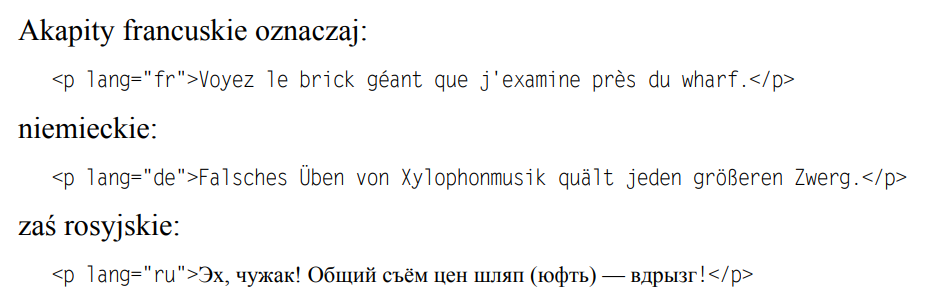 Akapity francuskie oznaczaj:
<p lang="fr">Voyez le brick géant que j'examine près du wharf.</p>
niemieckie:
<p lang="de">Falsches Üben von Xylophonmusik quält jeden größeren Zwerg.</p>
zaś rosyjskie:
<p lang="ru">Эх, чужак! Общий съём цен шляп (юфть) — вдрызг!</p>